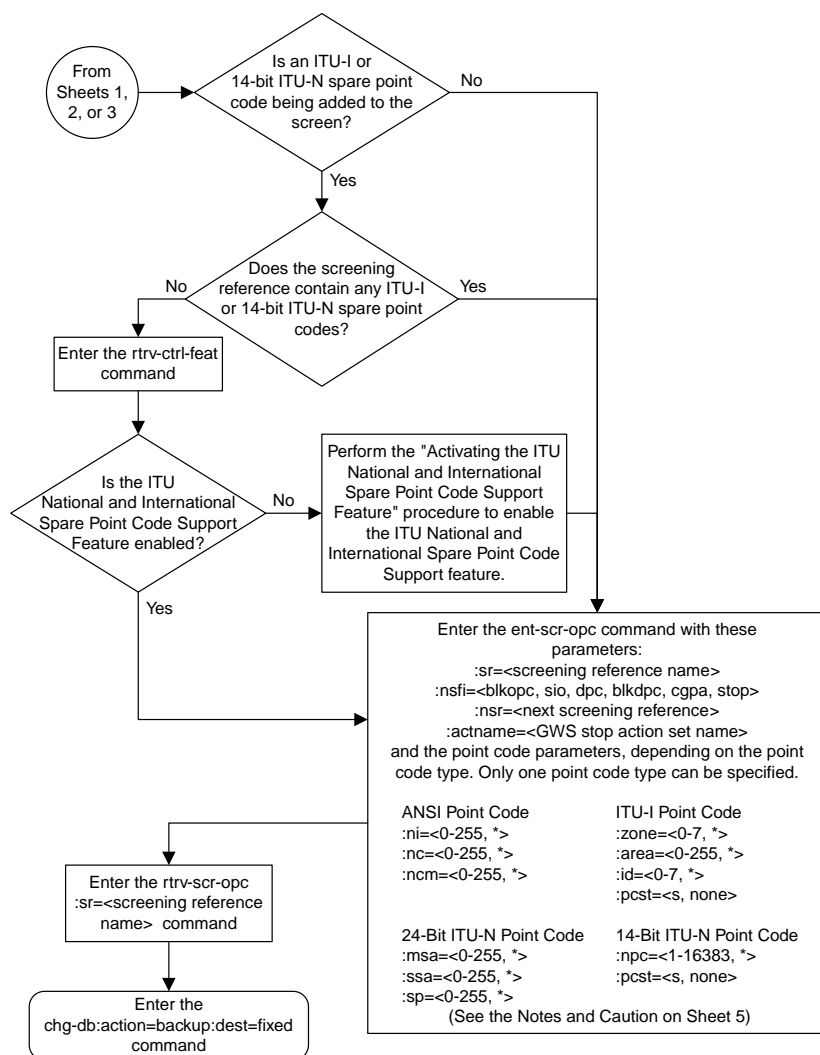 From
Sheets 1,
2, or 3
Is an ITU-I or
14-bit ITU-N spare point
code being added to the
screen?
No
Yes
Does the screening
reference contain any ITU-I
or 14-bit ITU-N spare point
codes?
No
Yes
Enter the rtrv-ctrl-feat
command
Is the ITU
National and International
Spare Point Code Support
Feature enabled?
No
Yes
Perform the "Activating the ITU
National and International
Spare Point Code Support
Feature" procedure to enable
the ITU National and
International Spare Point Code
Support feature.
Enter the ent-scr-opc command with these
parameters:
:sr=<screening reference name>
:nsfi=<blkopc, sio, dpc, blkdpc, cgpa, stop>
:nsr=<next screening reference>
:actname=<GWS stop action set name>
and the point code parameters, depending on the point
code type. Only one point code type can be specified.
ANSI Point Code
:ni=<0-255, *>
:nc=<0-255, *>
:ncm=<0-255, *>
ITU-I Point Code
:zone=<0-7, *>
:area=<0-255, *>
:id=<0-7, *>
:pcst=<s, none>
24-Bit ITU-N Point Code
:msa=<0-255, *>
:ssa=<0-255, *>
:sp=<0-255, *>
14-Bit ITU-N Point Code
:npc=<1-16383, *>
:pcst=<s, none>
(See the Notes and Caution on Sheet 5)
Enter the rtrv-scr-opc
:sr=<screening reference
name> command
Enter the
chg-db:action=backup:dest=fixed
command